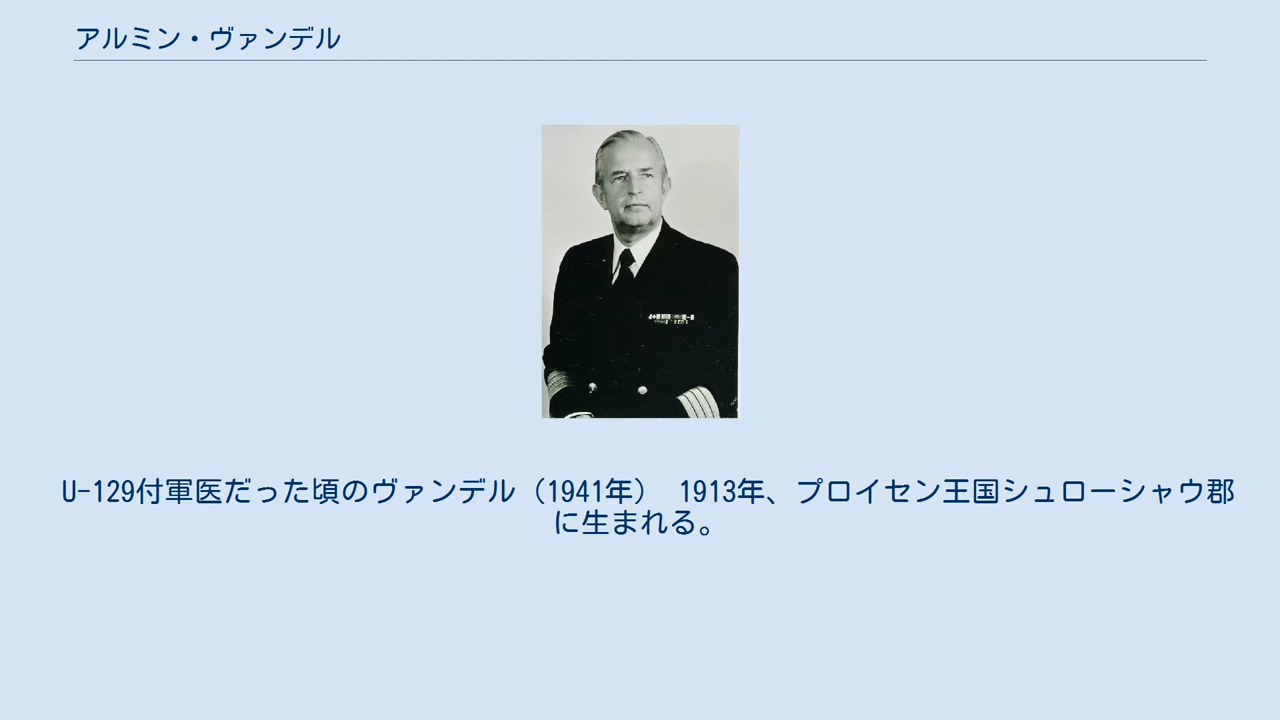 アルミン・ヴァンデル
U-129付軍医だった頃のヴァンデル（1941年） 1913年、プロイセン王国シュローシャウ郡
に生まれる。